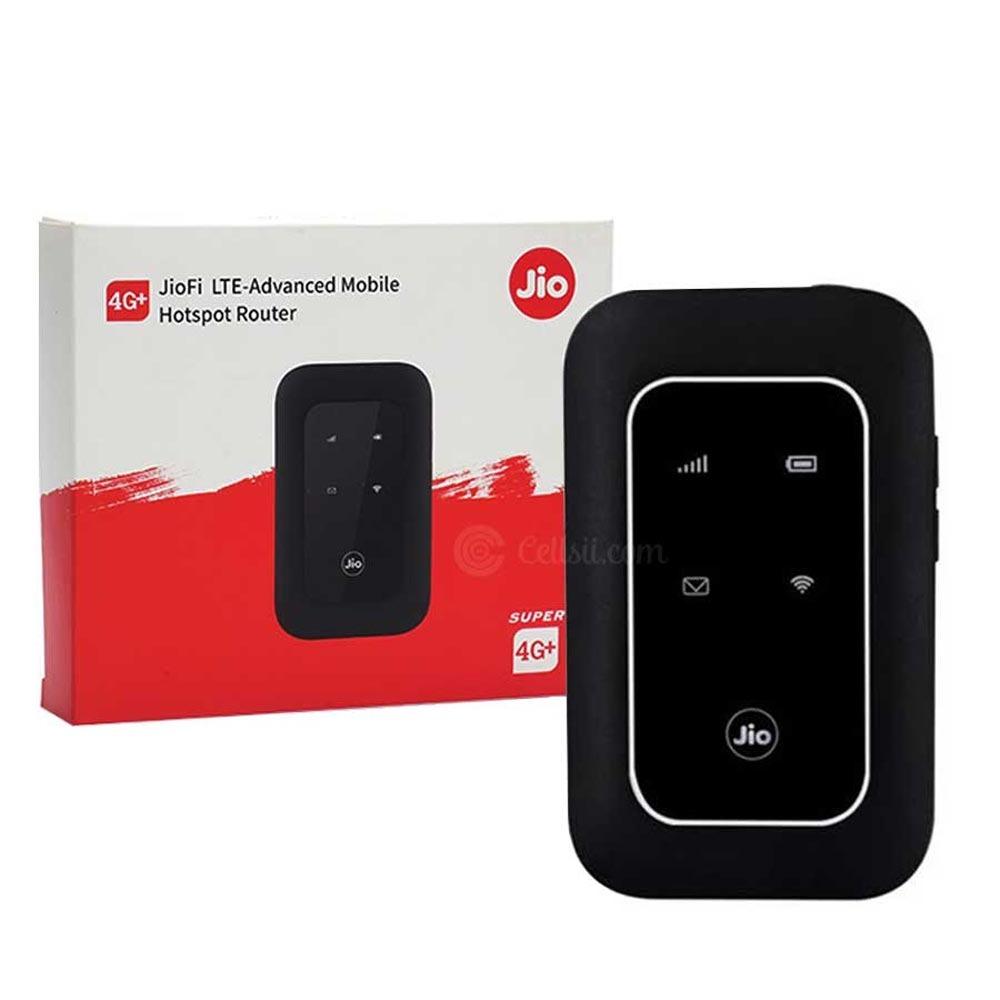 4G+
JioFi LTE-Advanced Mobile
Hotspot Router
Jio
Jio
SUPER
4G+
Cellsii.com
Jio